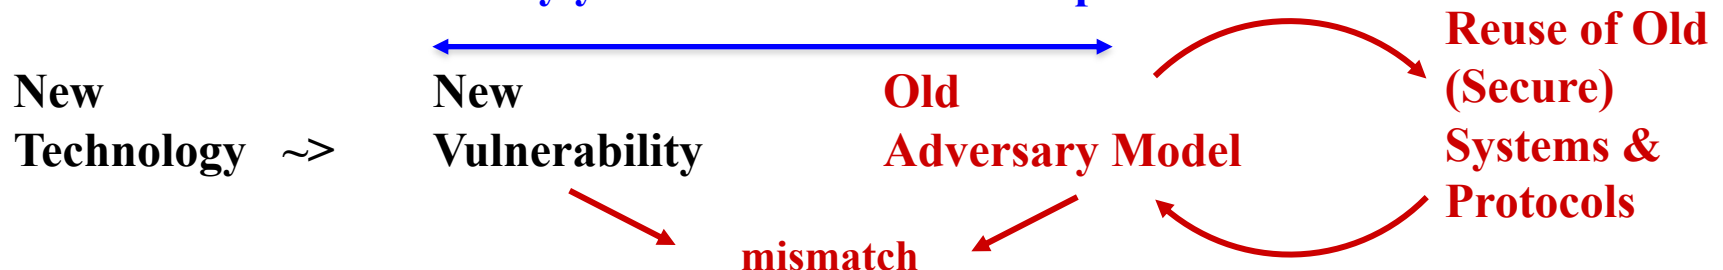 New
Technology ~>
New
Vulnerability
Old
Adversary Model
Reuse of Old
(Secure)
Systems &
Protocols
mismatch